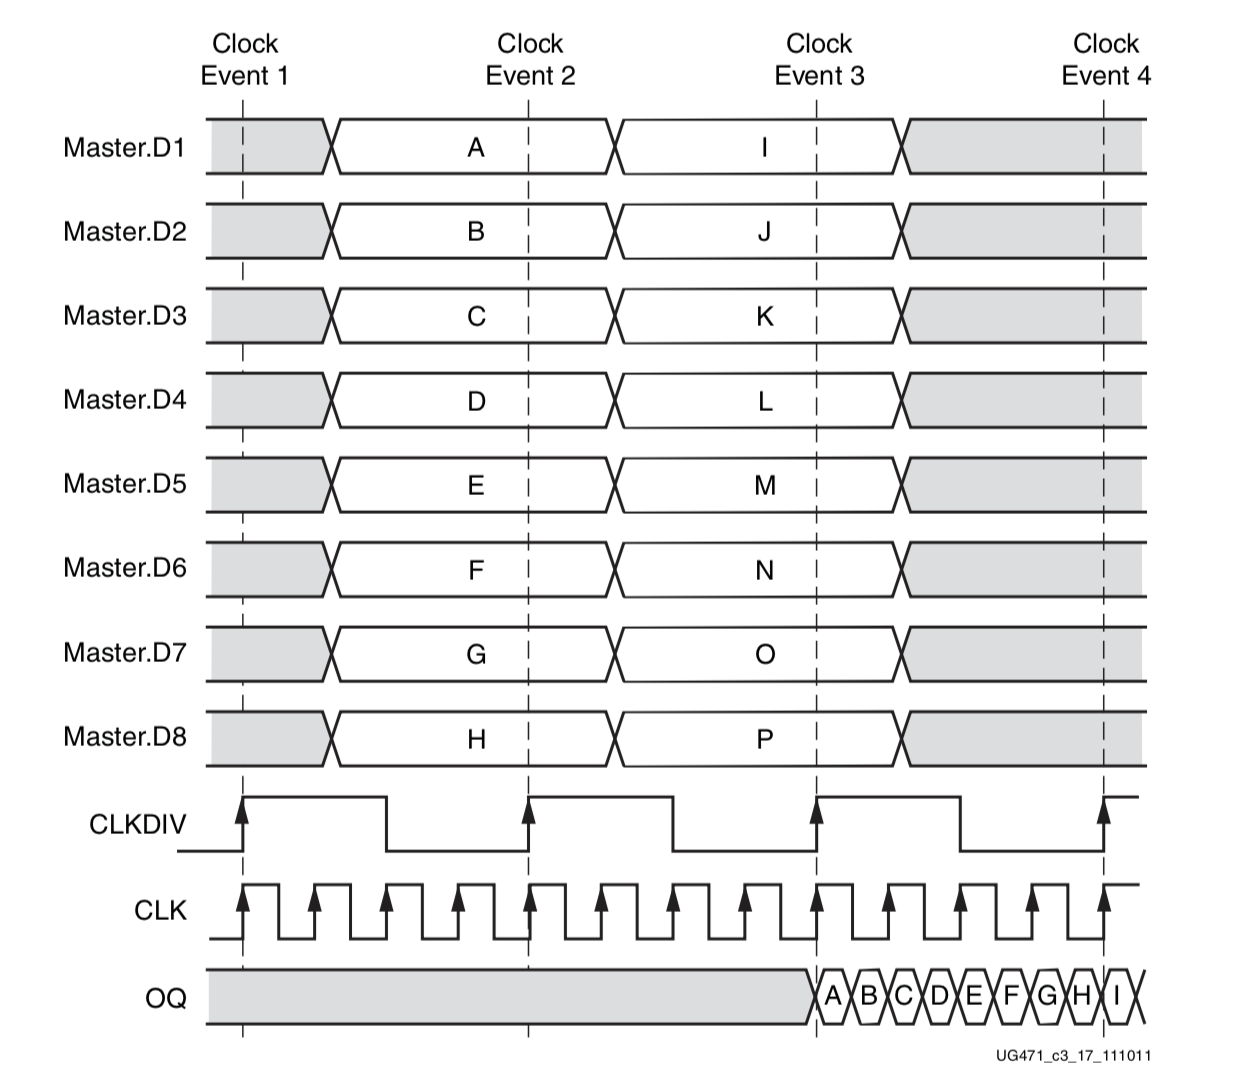 Clock Event 1
Clock Event 2
Clock Event 3
Clock Event 4
Master.D1 A I
Master.D2 B J
Master.D3 C K
Master.D4 D L
Master.D5 E M
Master.D6 F N
Master.D7 G O
Master.D8 H P
CLKDIV
CLK
OQ A B C D E F G H I
UG471_c3_17_111011